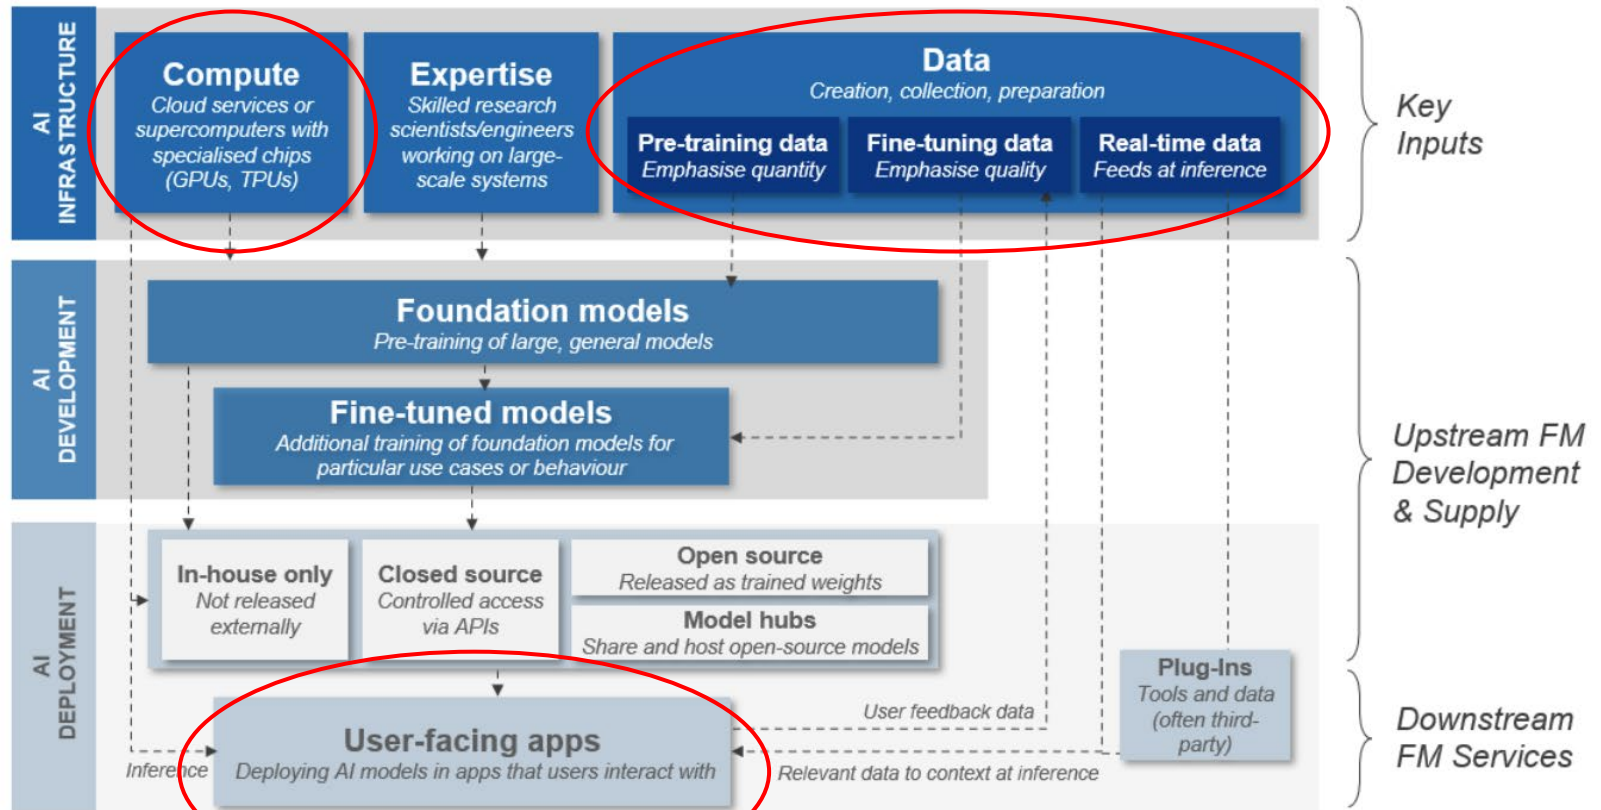 AI
INFRASTRUCTURE
Compute
Cloud services or
supercomputers with
specialised chips
(GPUs, TPUs)
Expertise
Skilled research
scientists/engineers
working on large-
scale systems
Data
Creation, collection, preparation
Pre-training data
Emphasise quantity
Fine-tuning data
Emphasise quality
Real-time data
Feeds at inference
Key
Inputs
AI
DEVELOPMENT
Foundation models
Pre-training of large, general models
Fine-tuned models
Additional training of foundation models for
particular use cases or behaviour
Upstream FM
Development
& Supply
AI
DEPLOYMENT
In-house only
Not released
externally
Closed source
Controlled access
via APIs
Open source
Released as trained weights
Model hubs
Share and host open-source models
Plug-Ins
Tools and data
(often third-
party)
User-facing apps
Deploying AI models in apps that users interact with
Inference
User feedback data
Relevant data to context at inference
Downstream
FM Services